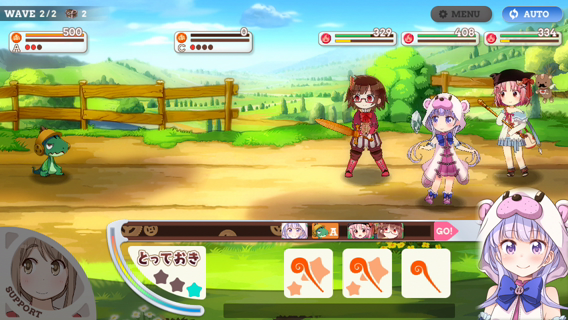 WAVE 2/2 2
MENU
AUTO
500
A
0
C
329
408
334
A
GO!
とっておき
SUPPORT